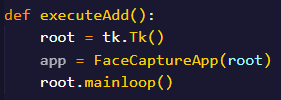 def executeAdd():
    root = tk.Tk()
    app = FaceCaptureApp(root)
    root.mainloop()